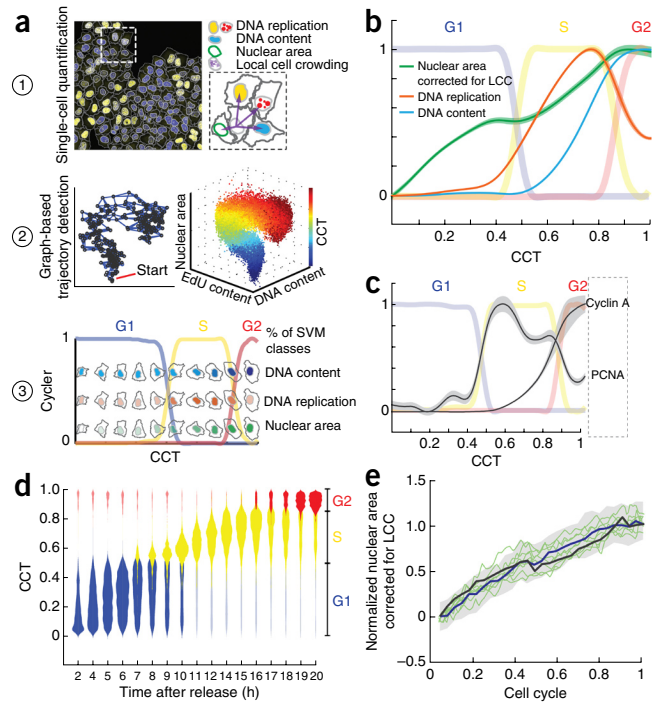 a
1
Single-cell quantification
DNA replication
DNA content
Nuclear area
Local cell crowding
2
Graph-based
trajectory detection
Start
Nuclear area
EdU content
DNA content
CCT
3
Cycler
1
0
G1
S
G2
% of SVM
classes
DNA content
DNA replication
Nuclear area
CCT
b
G1
S
G2
1
0
Nuclear area
corrected for LCC
DNA replication
DNA content
0 0.2 0.4 0.6 0.8 1.0
CCT
c
G1
S
G2
1
0
Cyclin A
PCNA
0 0.2 0.4 0.6 0.8 1.0
CCT
d
CCT
1.0
0.8
0.6
0.4
0.2
0
G2
S
G1
2 4 5 6 7 8 9 10 11 12 13 14 15 16 17 18 19 20
Time after release (h)
e
Normalized nuclear area
corrected for LCC
1.5
1.0
0.5
0
−0.5
0 0.2 0.4 0.6 0.8 1
Cell cycle